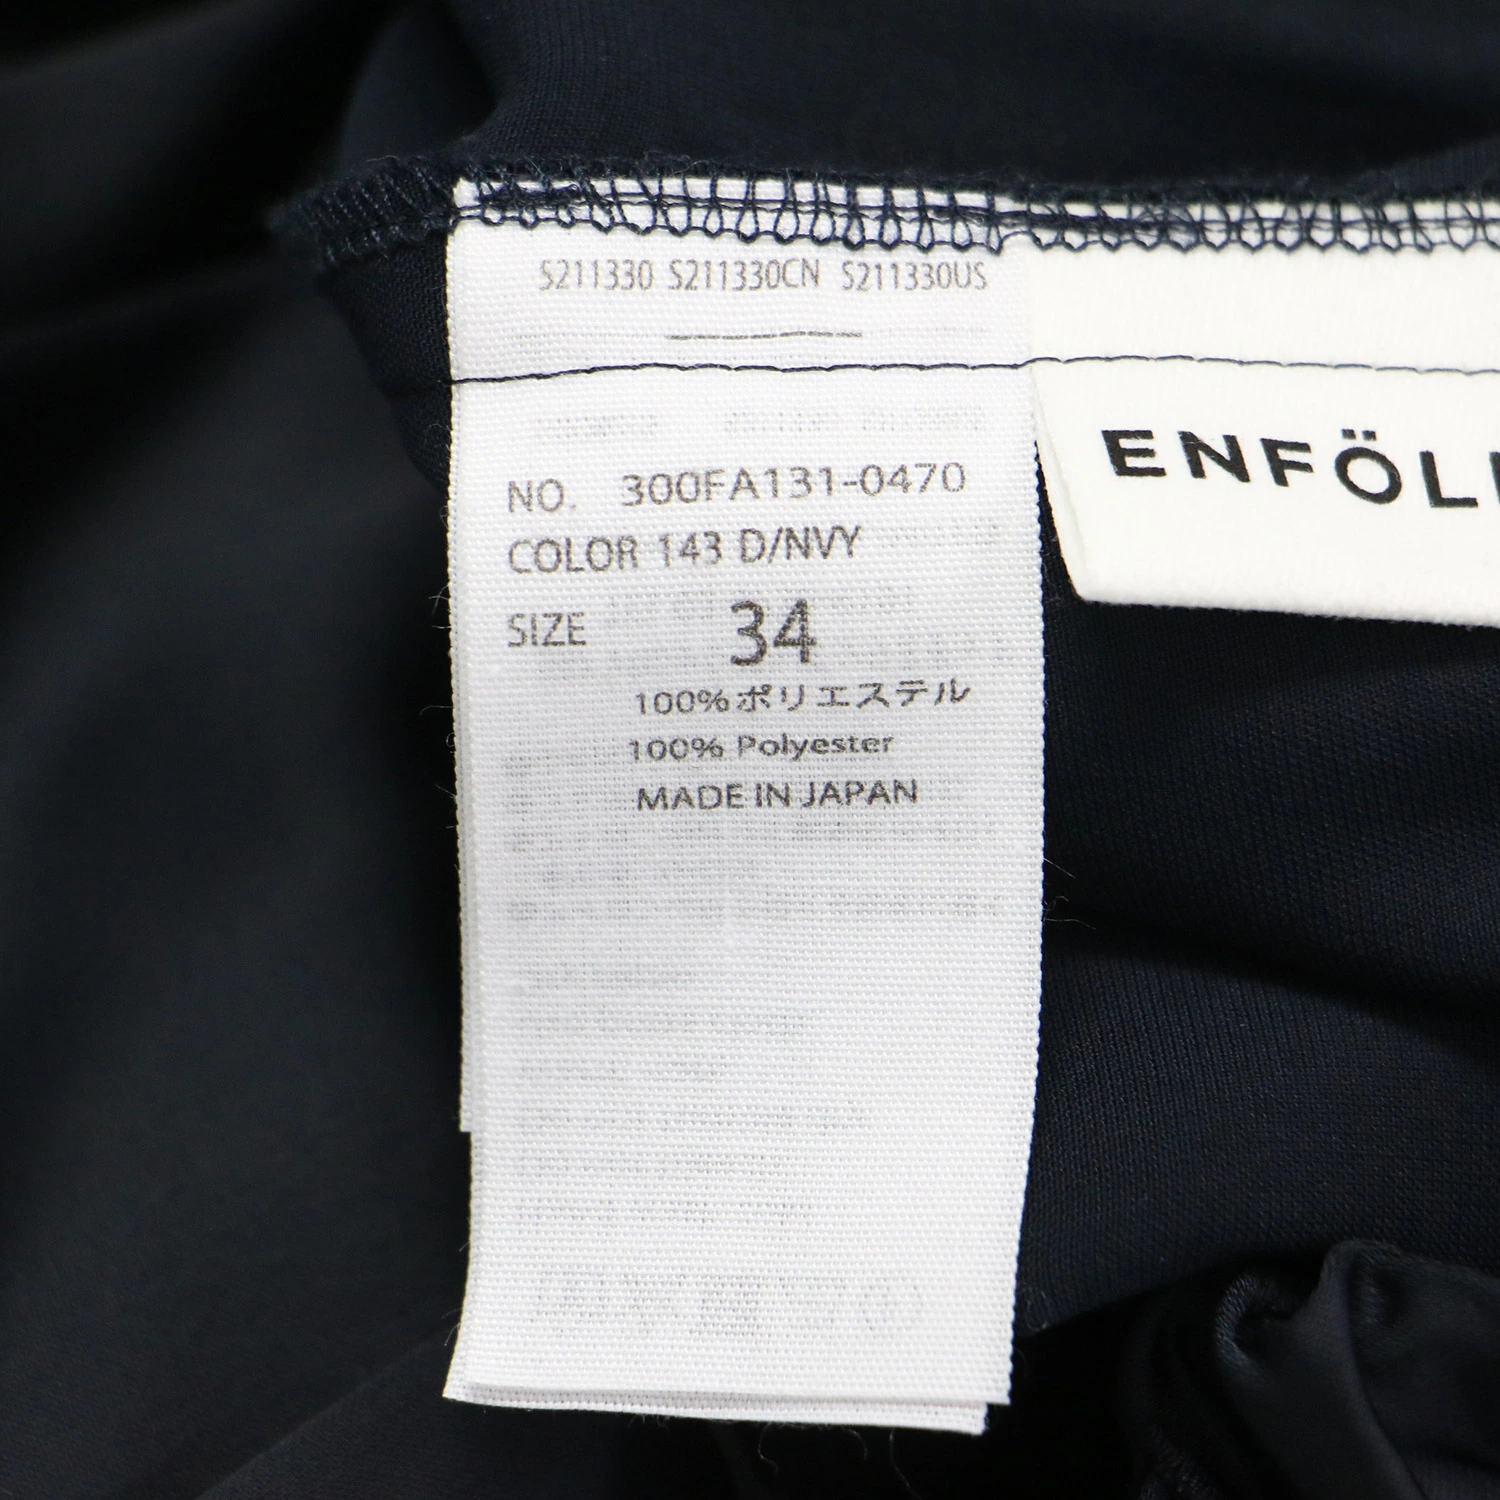 S211330 S211330CN S211330US
NO. 300FA131-0470
COLOR 143 D/NVY
SIZE 34
100%ポリエステル
100% Polyester
MADE IN JAPAN
ENFÖL